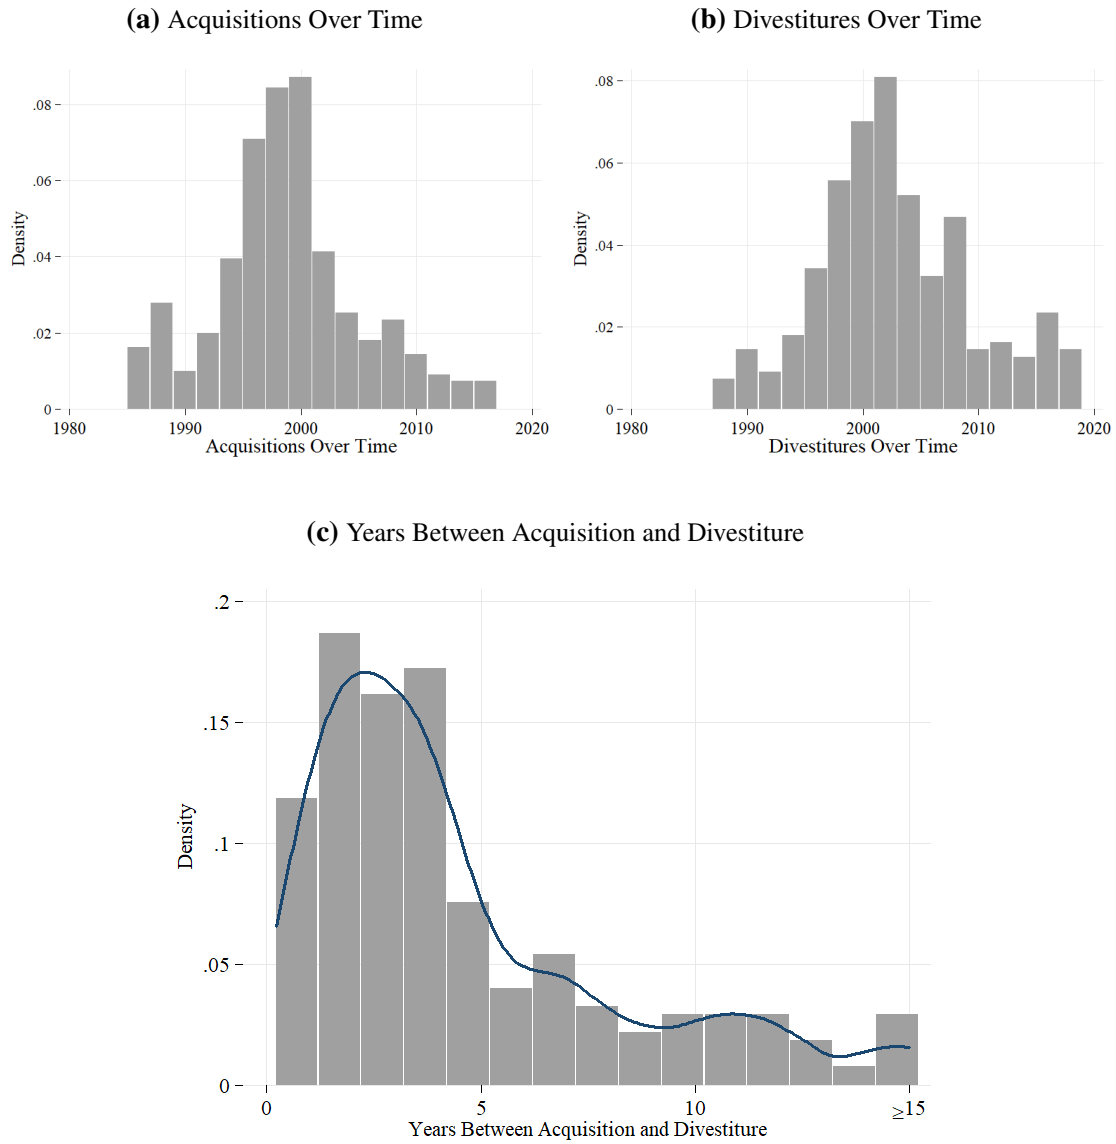 (a) Acquisitions Over Time
.08
.06
.04
.02
0
Density
1980 1990 2000 2010 2020
Acquisitions Over Time
(b) Divestitures Over Time
.08
.06
.04
.02
0
Density
1980 1990 2000 2010 2020
Divestitures Over Time
(c) Years Between Acquisition and Divestiture
.2
.15
.1
.05
0
Density
0 5 10 ≥15
Years Between Acquisition and Divestiture